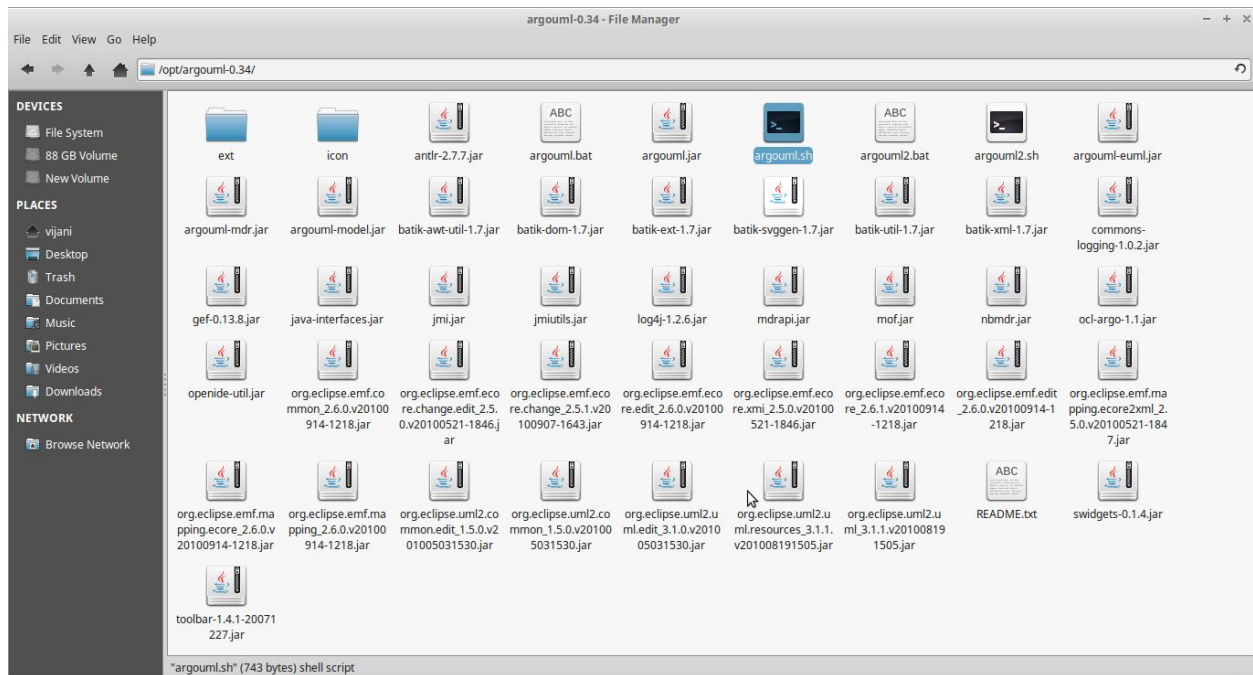 argouml-0.34 - File Manager
File Edit View Go Help
/opt/argouml-0.34/
DEVICES
File System
88 GB Volume
New Volume
PLACES
vijani
Desktop
Trash
Documents
Music
Pictures
Videos
Downloads
NETWORK
Browse Network
ext
icon
antlr-2.7.7.jar
ABC
argouml.bat
argouml.jar
argouml.sh
ABC
argouml2.bat
argouml2.sh
argouml-euml.jar
argouml-mdr.jar
argouml-model.jar
batik-awt-util-1.7.jar
batik-dom-1.7.jar
batik-ext-1.7.jar
batik-svggen-1.7.jar
batik-util-1.7.jar
batik-xml-1.7.jar
commons-
logging-1.0.2.jar
gef-0.13.8.jar
java-interfaces.jar
jmi.jar
jmiutils.jar
log4j-1.2.6.jar
mdrapi.jar
mof.jar
nbmdr.jar
ocl-argo-1.1.jar
openide-util.jar
org.eclipse.emf.co
mmon_2.6.0.v20100
914-1218.jar
org.eclipse.emf.eco
re.change.edit_2.5.
0.v20100521-1846.j
ar
org.eclipse.emf.eco
re.change_2.5.1.v20
100907-1643.jar
org.eclipse.emf.eco
re.edit_2.6.0.v20100
914-1218.jar
org.eclipse.emf.eco
re.xmi_2.5.0.v20100
521-1846.jar
org.eclipse.emf.eco
re_2.6.1.v20100914
-1218.jar
org.eclipse.emf.edit
_2.6.0.v20100914-1
218.jar
org.eclipse.emf.ma
pping.ecore2xml_2.
5.0.v20100521-184
7.jar
org.eclipse.emf.ma
pping.ecore_2.6.0.v
20100914-1218.jar
org.eclipse.emf.ma
pping_2.6.0.v20100
914-1218.jar
org.eclipse.uml2.co
mmon.edit_1.5.0.v2
01005031530.jar
org.eclipse.uml2.co
mmon_1.5.0.v20100
5031530.jar
org.eclipse.uml2.u
ml.edit_3.1.0.v2010
05031530.jar
org.eclipse.uml2.u
ml.resources_3.1.1.
v201008191505.jar
org.eclipse.uml2.u
ml_3.1.1.v20100819
1505.jar
ABC
README.txt
swidgets-0.1.4.jar
toolbar-1.4.1-20071
227.jar
"argouml.sh" (743 bytes) shell script